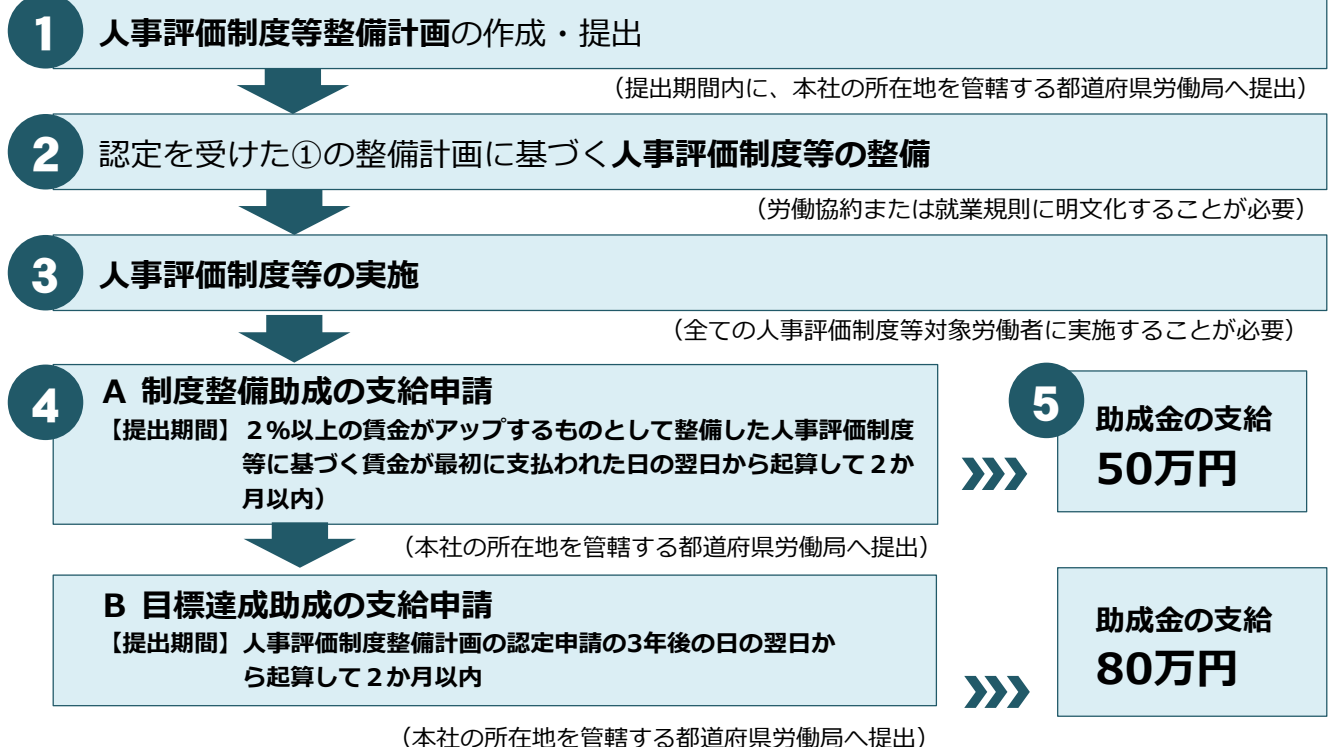 1 人事評価制度等整備計画の作成・提出
（提出期間内に、本社の所在地を管轄する都道府県労働局へ提出）
2 認定を受けた①の整備計画に基づく人事評価制度等の整備
（労働協約または就業規則に明文化することが必要）
3 人事評価制度等の実施
（全ての人事評価制度等対象労働者に実施することが必要）
4 A 制度整備助成の支給申請
【提出期間】２％以上の賃金がアップするものとして整備した人事評価制度
等に基づく賃金が最初に支払われた日の翌日から起算して２か
月以内）
5 助成金の支給
50万円
（本社の所在地を管轄する都道府県労働局へ提出）
B 目標達成助成の支給申請
【提出期間】人事評価制度整備計画の認定申請の3年後の日の翌日か
ら起算して２か月以内
助成金の支給
80万円
（本社の所在地を管轄する都道府県労働局へ提出）